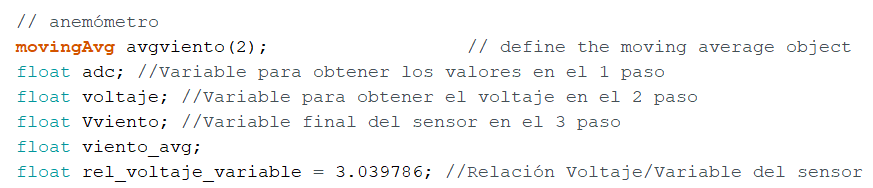 // anemómetro
movingAvg avgviento(2); // define the moving average object
float adc; //Variable para obtener los valores en el 1 paso
float voltaje; //Variable para obtener el voltaje en el 2 paso
float Vviento; //Variable final del sensor en el 3 paso
float viento_avg;
float rel_voltaje_variable = 3.039786; //Relación Voltaje/Variable del sensor